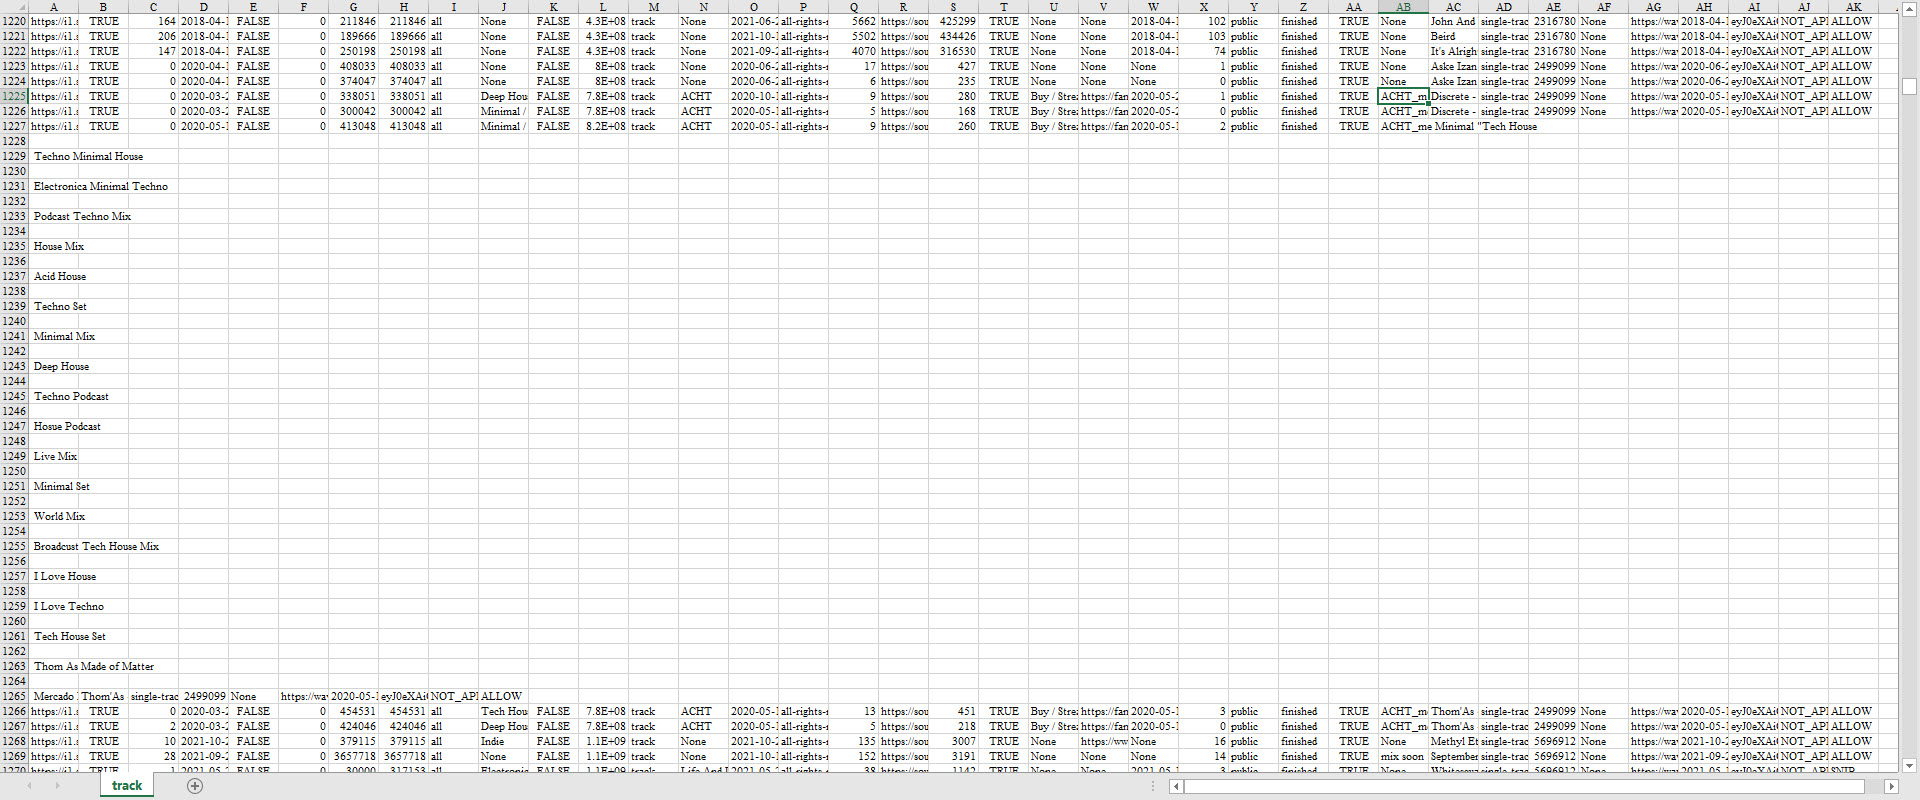 A B C D E F G H I J K L M N O P Q R S T U V W X Y Z AA AB AC AD AE AF AG AH AI AJ AK
1220 https://i1.s TRUE 164 2018-04-1 FALSE 0 211846 211846 all None FALSE 4.3E+08 track None 2021-06-2 all-rights-r 5662 https://sou 425299 TRUE None None 2018-04-1 102 public finished TRUE None John And single-trac 2316780 None https://wav 2018-04-1 eyJ0eXAiO NOT_API ALLOW
1221 https://i1.s TRUE 206 2018-04-1 FALSE 0 189666 189666 all None FALSE 4.3E+08 track None 2021-10-1 all-rights-r 5502 https://sou 434426 TRUE None None 2018-04-1 103 public finished TRUE None Beird single-trac 2316780 None https://wav 2018-04-1 eyJ0eXAiO NOT_API ALLOW
1222 https://i1.s TRUE 147 2018-04-1 FALSE 0 250198 250198 all None FALSE 4.3E+08 track None 2021-09-2 all-rights-r 4070 https://sou 316530 TRUE None None 2018-04-1 74 public finished TRUE None It's Alrigh single-trac 2316780 None https://wav 2018-04-1 eyJ0eXAiO NOT_API ALLOW
1223 https://i1.s TRUE 0 2020-04-1 FALSE 0 408033 408033 all None FALSE 8E+08 track None 2020-06-2 all-rights-r 17 https://sou 427 TRUE None None None 1 public finished TRUE None Aske Izan single-trac 2499099 None https://wav 2020-06-2 eyJ0eXAiO NOT_API ALLOW
1224 https://i1.s TRUE 0 2020-04-1 FALSE 0 374047 374047 all None FALSE 8E+08 track None 2020-06-2 all-rights-r 6 https://sou 235 TRUE None None None 0 public finished TRUE None Aske Izan single-trac 2499099 None https://wav 2020-06-2 eyJ0eXAiO NOT_API ALLOW
1225 https://i1.s TRUE 0 2020-03-2 FALSE 0 338051 338051 all Deep Hou FALSE 7.8E+08 track ACHT 2020-10-1 all-rights-r 9 https://sou 280 TRUE Buy / Strea https://fan 2020-05-2 1 public finished TRUE ACHT_m Discrete - single-trac 2499099 None https://wav 2020-05-1 eyJ0eXAiO NOT_API ALLOW
1226 https://i1.s TRUE 0 2020-03-2 FALSE 0 300042 300042 all Minimal / FALSE 7.8E+08 track ACHT 2020-05-1 all-rights-r 5 https://sou 168 TRUE Buy / Strea https://fan 2020-05-2 0 public finished TRUE ACHT_m Discrete - single-trac 2499099 None https://wav 2020-05-1 eyJ0eXAiO NOT_API ALLOW
1227 https://i1.s TRUE 0 2020-05-1 FALSE 0 413048 413048 all Minimal / FALSE 8.2E+08 track ACHT 2020-05-1 all-rights-r 9 https://sou 260 TRUE Buy / Strea https://fan 2020-05-1 2 public finished TRUE ACHT_me Minimal "Tech House
1228
1229 Techno Minimal House
1230
1231 Electronica Minimal Techno
1232
1233 Podcast Techno Mix
1234
1235 House Mix
1236
1237 Acid House
1238
1239 Techno Set
1240
1241 Minimal Mix
1242
1243 Deep House
1244
1245 Techno Podcast
1246
1247 Hosue Podcast
1248
1249 Live Mix
1250
1251 Minimal Set
1252
1253 World Mix
1254
1255 Broadcust Tech House Mix
1256
1257 I Love House
1258
1259 I Love Techno
1260
1261 Tech House Set
1262
1263 Thom As Made of Matter
1264
1265 Mercado Thom'As single-trac 2499099 None https://wav 2020-05-1 eyJ0eXAiO NOT_API ALLOW
1266 https://i1.s TRUE 0 2020-03-2 FALSE 0 454531 454531 all Tech Hou FALSE 7.8E+08 track ACHT 2020-05-1 all-rights-r 13 https://sou 451 TRUE Buy / Strea https://fan 2020-05-1 3 public finished TRUE ACHT_m Thom'As single-trac 2499099 None https://wav 2020-05-1 eyJ0eXAiO NOT_API ALLOW
1267 https://i1.s TRUE 2 2020-03-2 FALSE 0 424046 424046 all Deep Hou FALSE 7.8E+08 track ACHT 2020-05-1 all-rights-r 5 https://sou 218 TRUE Buy / Strea https://fan 2020-05-1 0 public finished TRUE ACHT_m Thom'As single-trac 2499099 None https://wav 2020-05-1 eyJ0eXAiO NOT_API ALLOW
1268 https://i1.s TRUE 10 2021-10-2 FALSE 0 379115 379115 all Indie FALSE 1.1E+09 track None 2021-10-2 all-rights-r 135 https://sou 3007 TRUE None https://ww None 16 public finished TRUE None Methyl Et single-trac 5696912 None https://wav 2021-10-2 eyJ0eXAiO NOT_API ALLOW
1269 https://i1.s TRUE 28 2021-09-2 FALSE 0 3657718 3657718 all None FALSE 1.1E+09 track None 2021-09-2 all-rights-r 152 https://sou 3191 TRUE None None None 14 public finished TRUE mix soon September single-trac 5696912 None https://wav 2021-09-2 eyJ0eXAiO NOT_API ALLOW
track